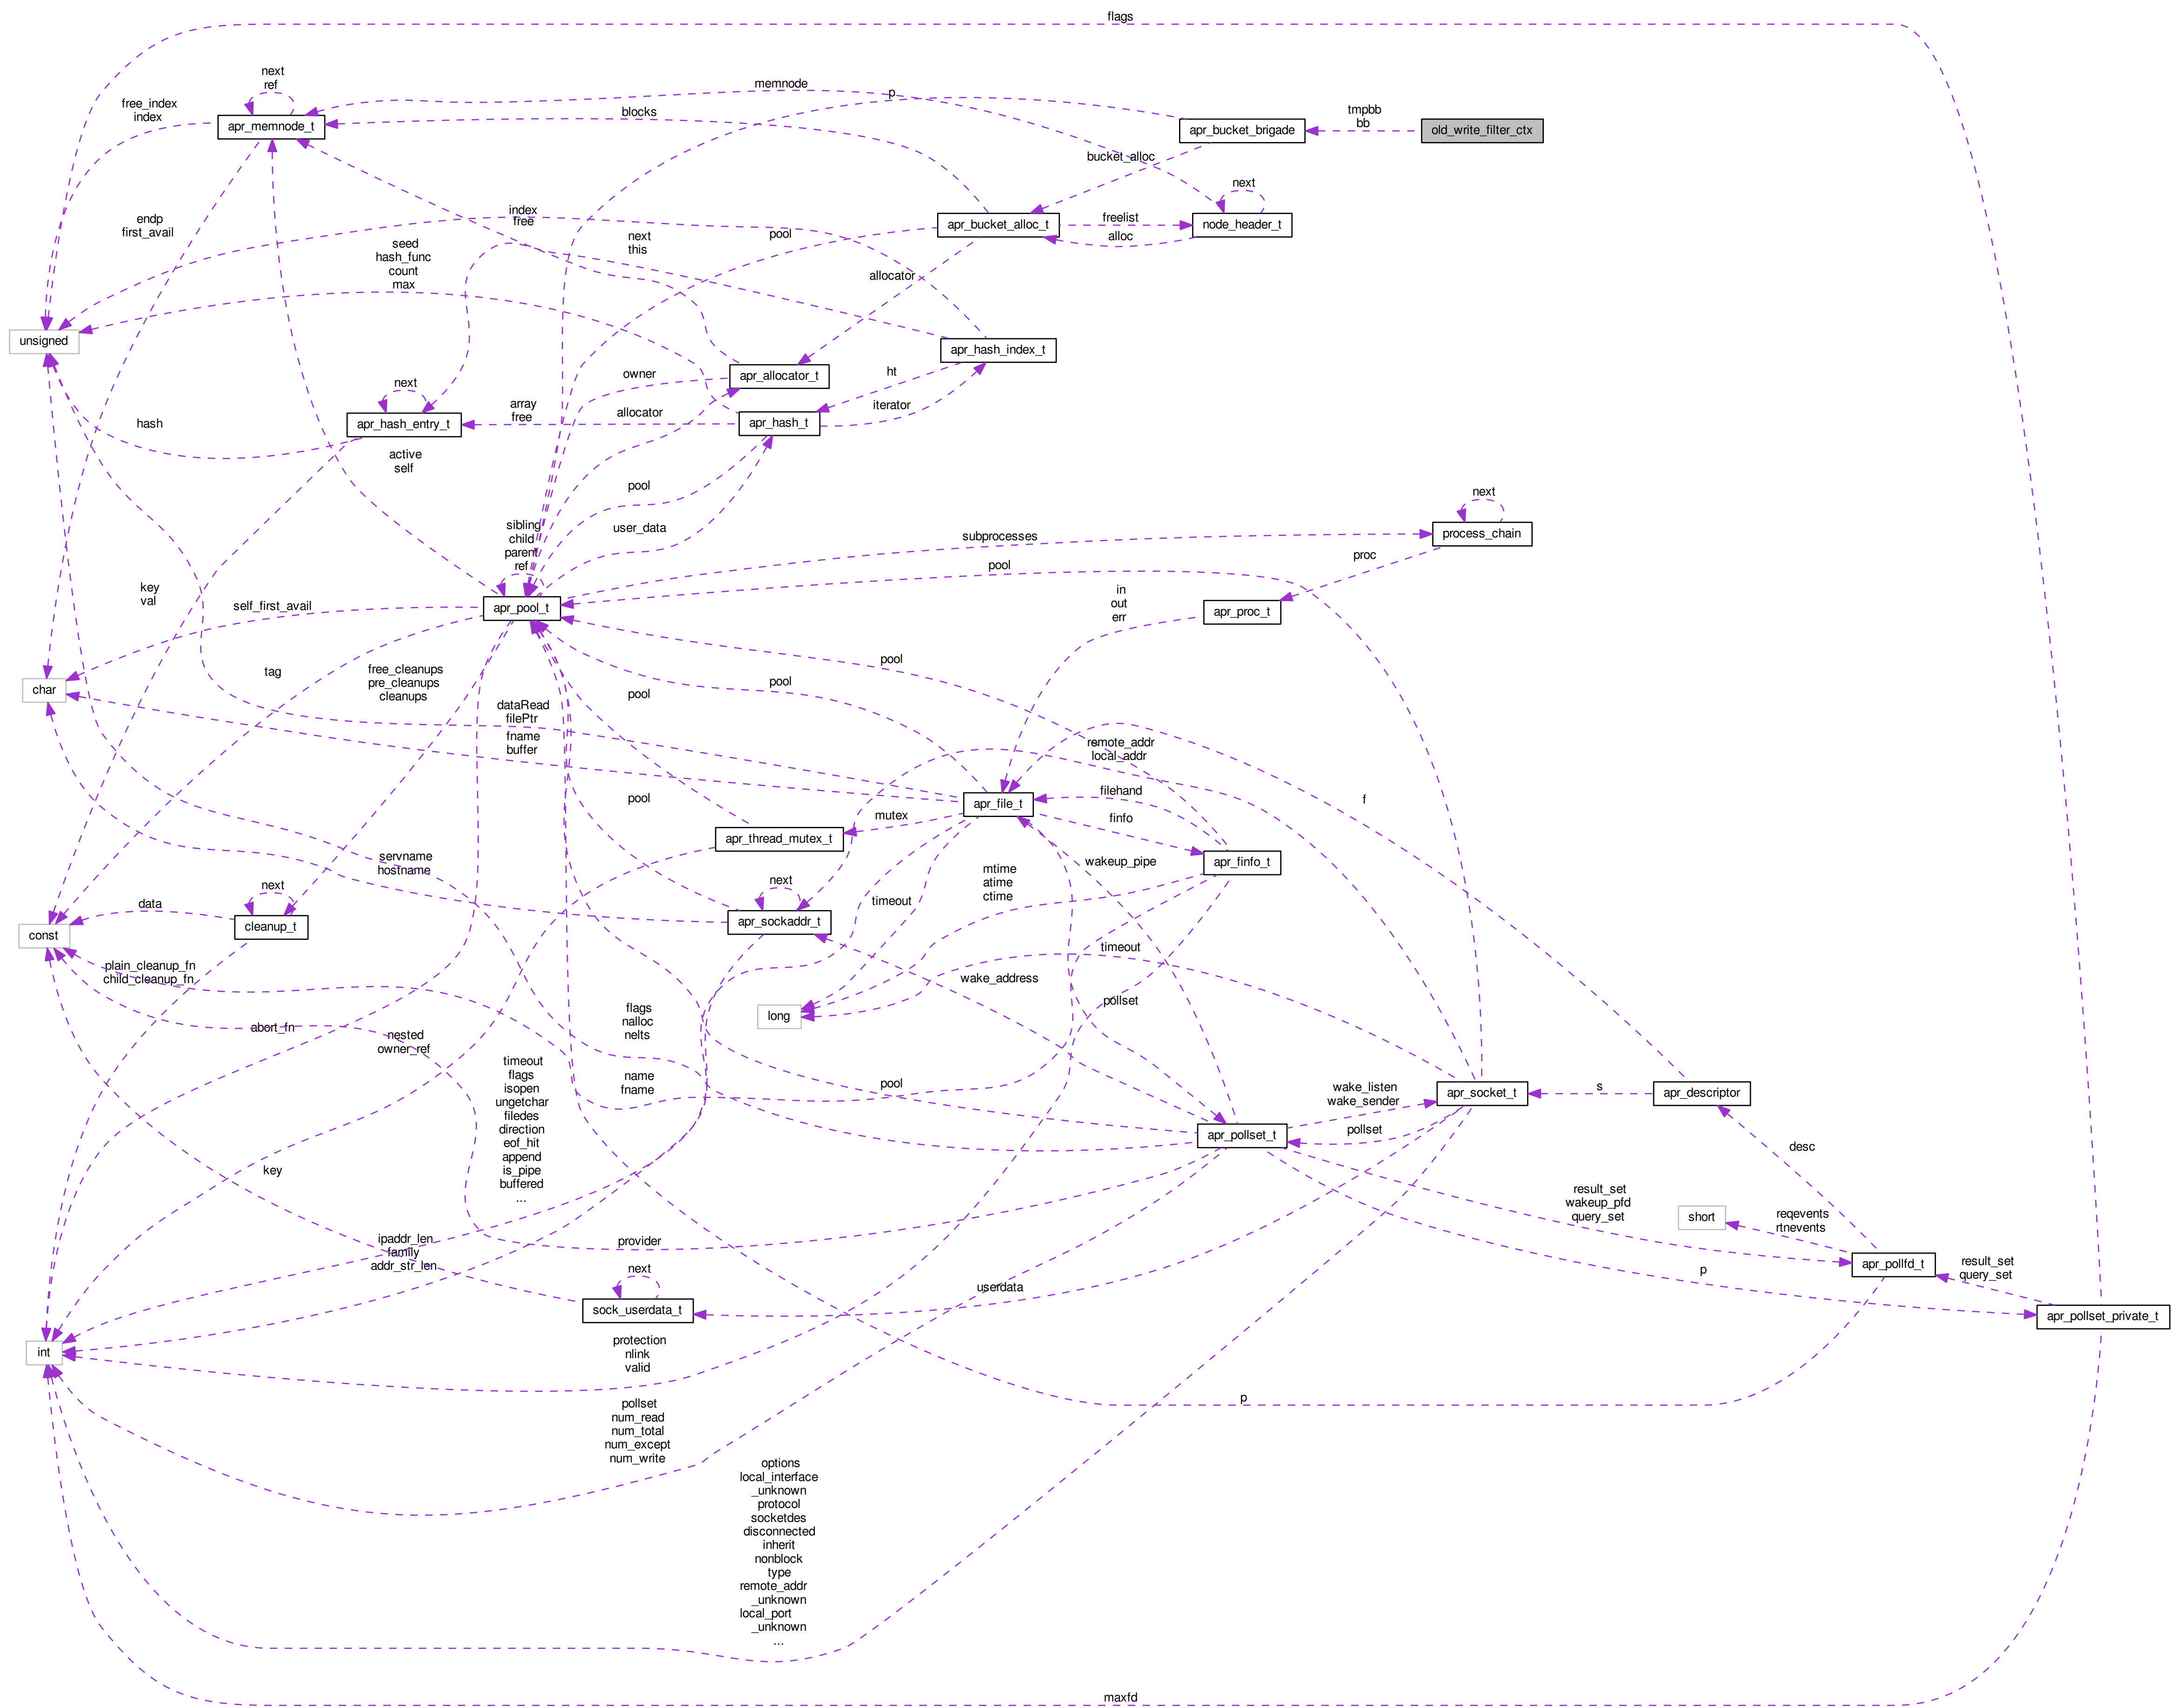 flags
next
ref
memnode
p
free_index
index
blocks
tmpbb
bb
apr_memnode_t
apr_bucket_brigade
old_write_filter_ctx
bucket_alloc
next
endp
first_avail
index
free
freelist
apr_bucket_alloc_t
node_header_t
seed
hash_func
count
max
next
this
pool
alloc
allocator
unsigned
apr_hash_index_t
owner
apr_allocator_t
ht
next
array
free
allocator
iterator
hash
apr_hash_entry_t
apr_hash_t
active
self
pool
next
sibling
child
parent
ref
user_data
subprocesses
process_chain
proc
pool
key
val
self_first_avail
apr_pool_t
in
out
err
apr_proc_t
tag
free_cleanups
pre_cleanups
cleanups
pool
pool
pool
char
dataRead
filePtr
fname
buffer
remote_addr
local_addr
pool
apr_file_t
filehand
f
mutex
finfo
apr_thread_mutex_t
servname
hostname
mtime
atime
ctime
wakeup_pipe
apr_finfo_t
next
next
timeout
data
cleanup_t
apr_sockaddr_t
const
timeout
plain_cleanup_fn
child_cleanup_fn
wake_address
flags
nalloc
nelts
long
pollset
abort_fn
nested
owner_ref
timeout
flags
isopen
ungetchar
filedes
direction
eof_hit
append
is_pipe
buffered
...
name
fname
pool
wake_listen
wake_sender
apr_socket_t
s
apr_descriptor
apr_pollset_t
pollset
desc
key
result_set
wakeup_pfd
query_set
short
reqevents
rtnevents
ipaddr_len
family
addr_str_len
provider
next
userdata
p
apr_pollfd_t
result_set
query_set
sock_userdata_t
apr_pollset_private_t
int
protection
nlink
valid
p
pollset
num_read
num_total
num_except
num_write
options
local_interface
_unknown
protocol
socketdes
disconnected
inherit
nonblock
type
remote_addr
_unknown
local_port
_unknown
...
maxfd